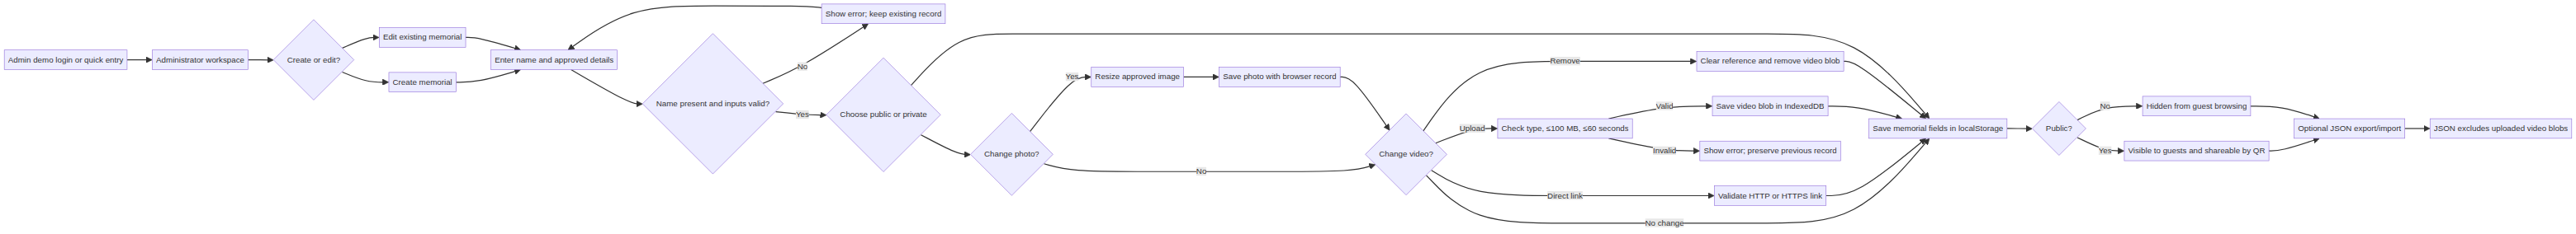 Admin demo login or quick entry
Administrator workspace
Create or edit?
Edit existing memorial
Create memorial
Enter name and approved details
Show error; keep existing record
Name present and inputs valid?
No
Yes
Choose public or private
Change photo?
Yes
Resize approved image
Save photo with browser record
No
Change video?
Remove
Clear reference and remove video blob
Upload
Check type, ≤100 MB, ≤60 seconds
Valid
Save video blob in IndexedDB
Invalid
Show error; preserve previous record
Direct link
Validate HTTP or HTTPS link
No change
Save memorial fields in localStorage
Public?
No
Hidden from guest browsing
Yes
Visible to guests and shareable by QR
Optional JSON export/import
JSON excludes uploaded video blobs